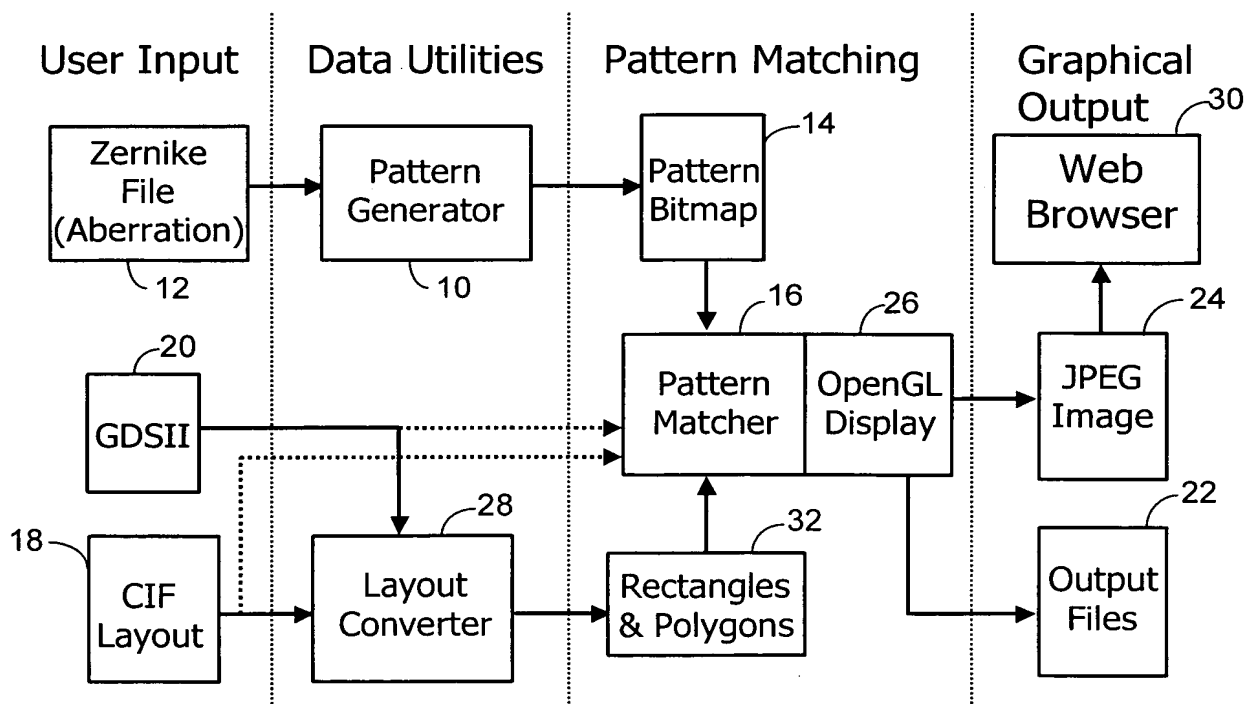 User Input
Data Utilities
Pattern Matching
Graphical
Output
30
14
Zernike
File
(Aberration)
Pattern
Generator
Pattern
Bitmap
Web
Browser
12
10
16
26
24
20
GDSII
Pattern
Matcher
OpenGL
Display
JPEG
Image
18
28
32
22
CIF
Layout
Layout
Converter
Rectangles
& Polygons
Output
Files